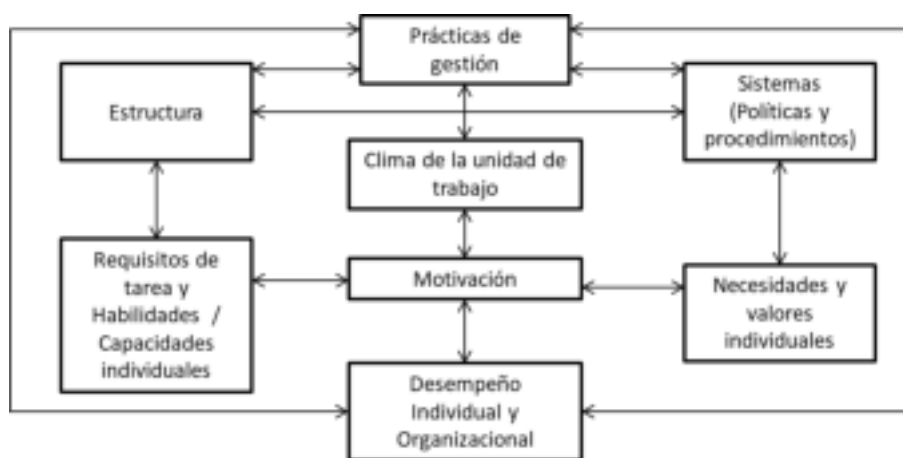 Prácticas de
gestión
Estructura
Sistemas
(Políticas y
procedimientos)
Clima de la unidad de
trabajo
Requisitos de
tarea y
Habilidades /
Capacidades
individuales
Motivación
Necesidades y
valores
individuales
Desempeño
Individual y
Organizacional